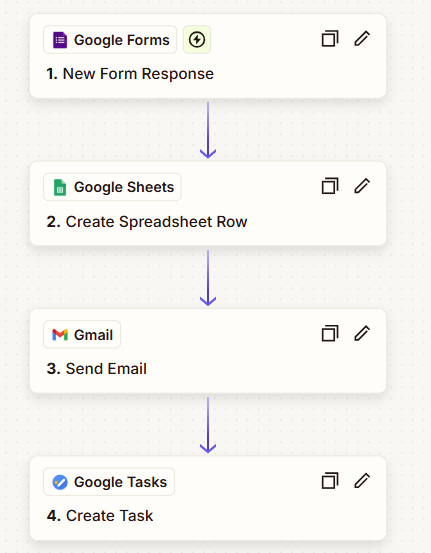 Google Forms
1. New Form Response
Google Sheets
2. Create Spreadsheet Row
Gmail
3. Send Email
Google Tasks
4. Create Task